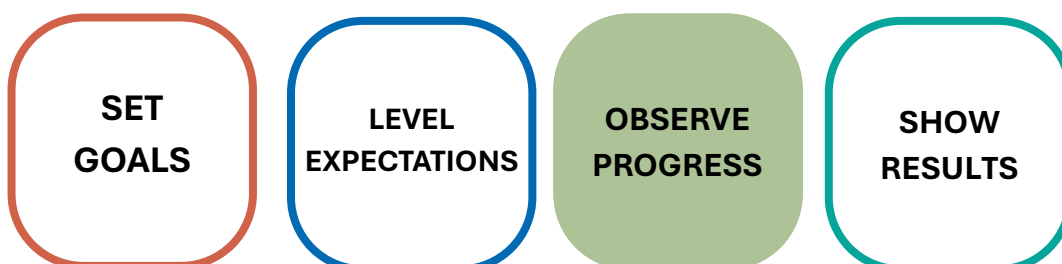 SET
GOALS
LEVEL
EXPECTATIONS
OBSERVE
PROGRESS
SHOW
RESULTS